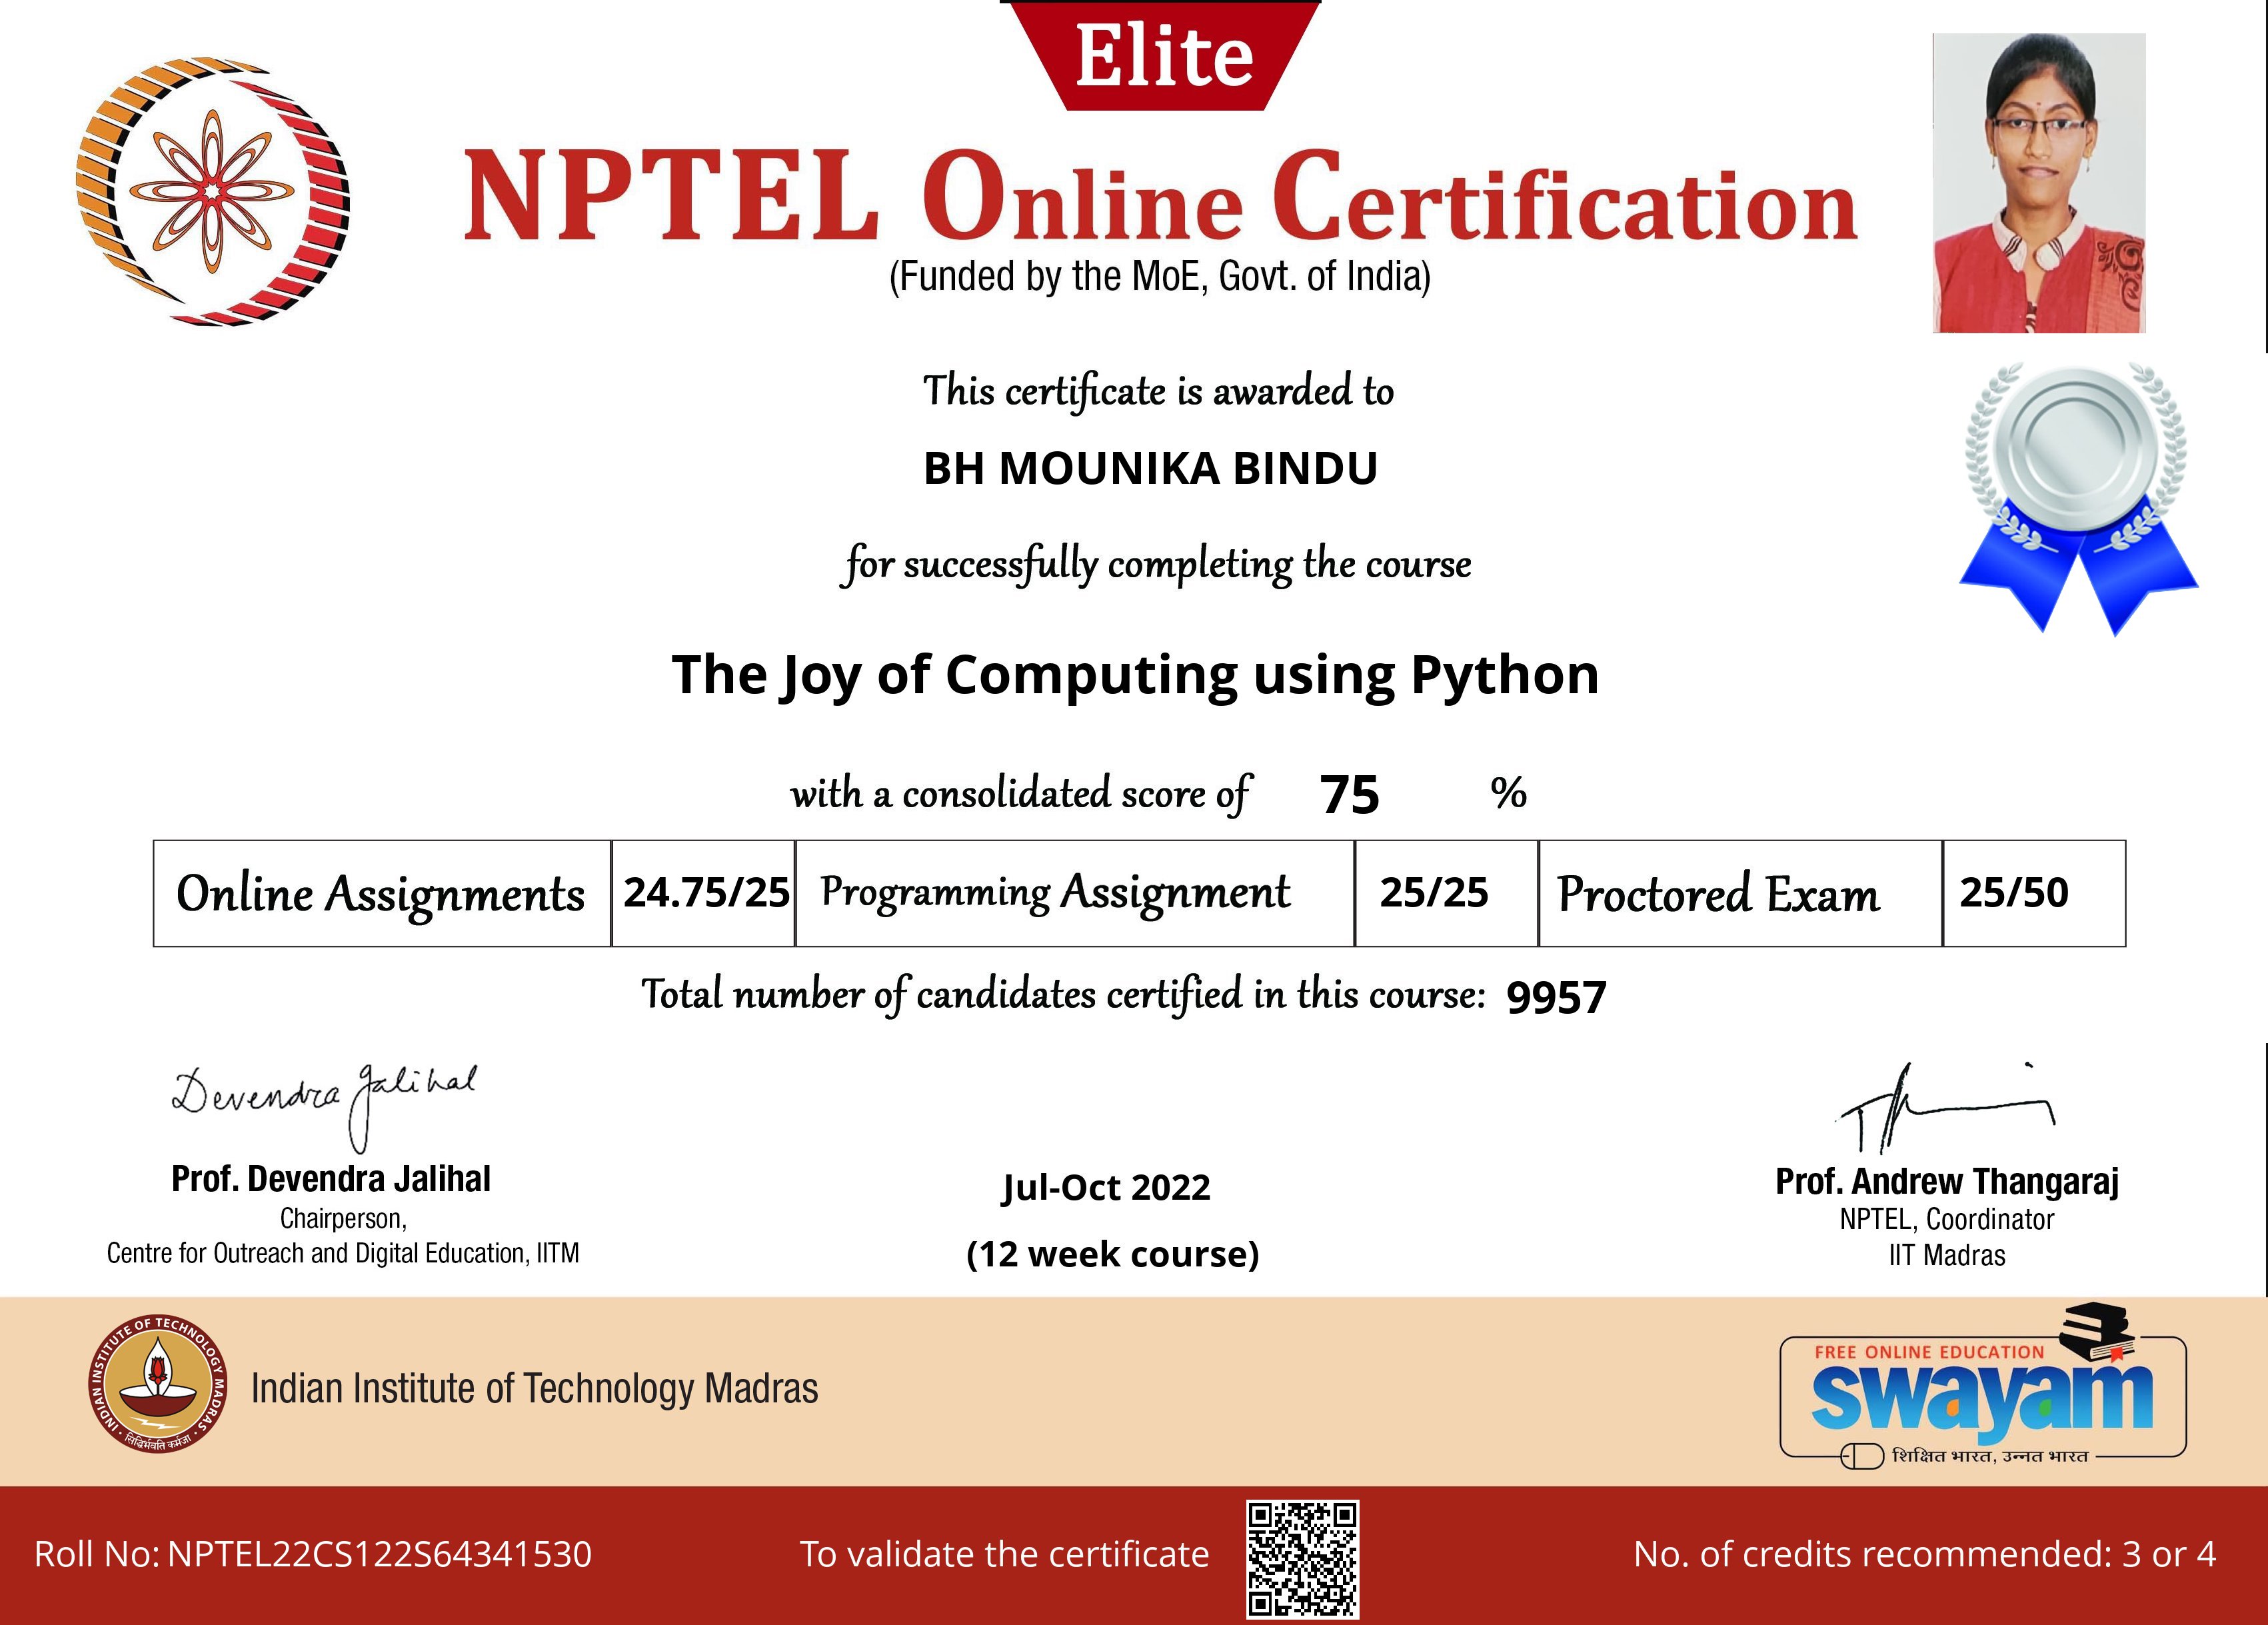 Elite
NPTEL Online Certification
(Funded by the MoE, Govt. of India)
This certificate is awarded to
BH MOUNIKA BINDU
for successfully completing the course
The Joy of Computing using Python
with a consolidated score of 75 %
Online Assignments 24.75/25 Programming Assignment 25/25 Proctored Exam 25/50
Total number of candidates certified in this course: 9957
Devendra Jalihal
Prof. Devendra Jalihal
Chairperson,
Centre for Outreach and Digital Education, IITM
Jul-Oct 2022
(12 week course)
Prof. Andrew Thangaraj
NPTEL, Coordinator
IIT Madras
INDIAN INSTITUTE OF TECHNOLOGY MADRAS
सिद्धिर्भवति कर्मजा
Indian Institute of Technology Madras
FREE ONLINE EDUCATION
swayam
शिक्षित भारत, उन्नत भारत
Roll No: NPTEL22CS122S64341530
To validate the certificate
No. of credits recommended: 3 or 4